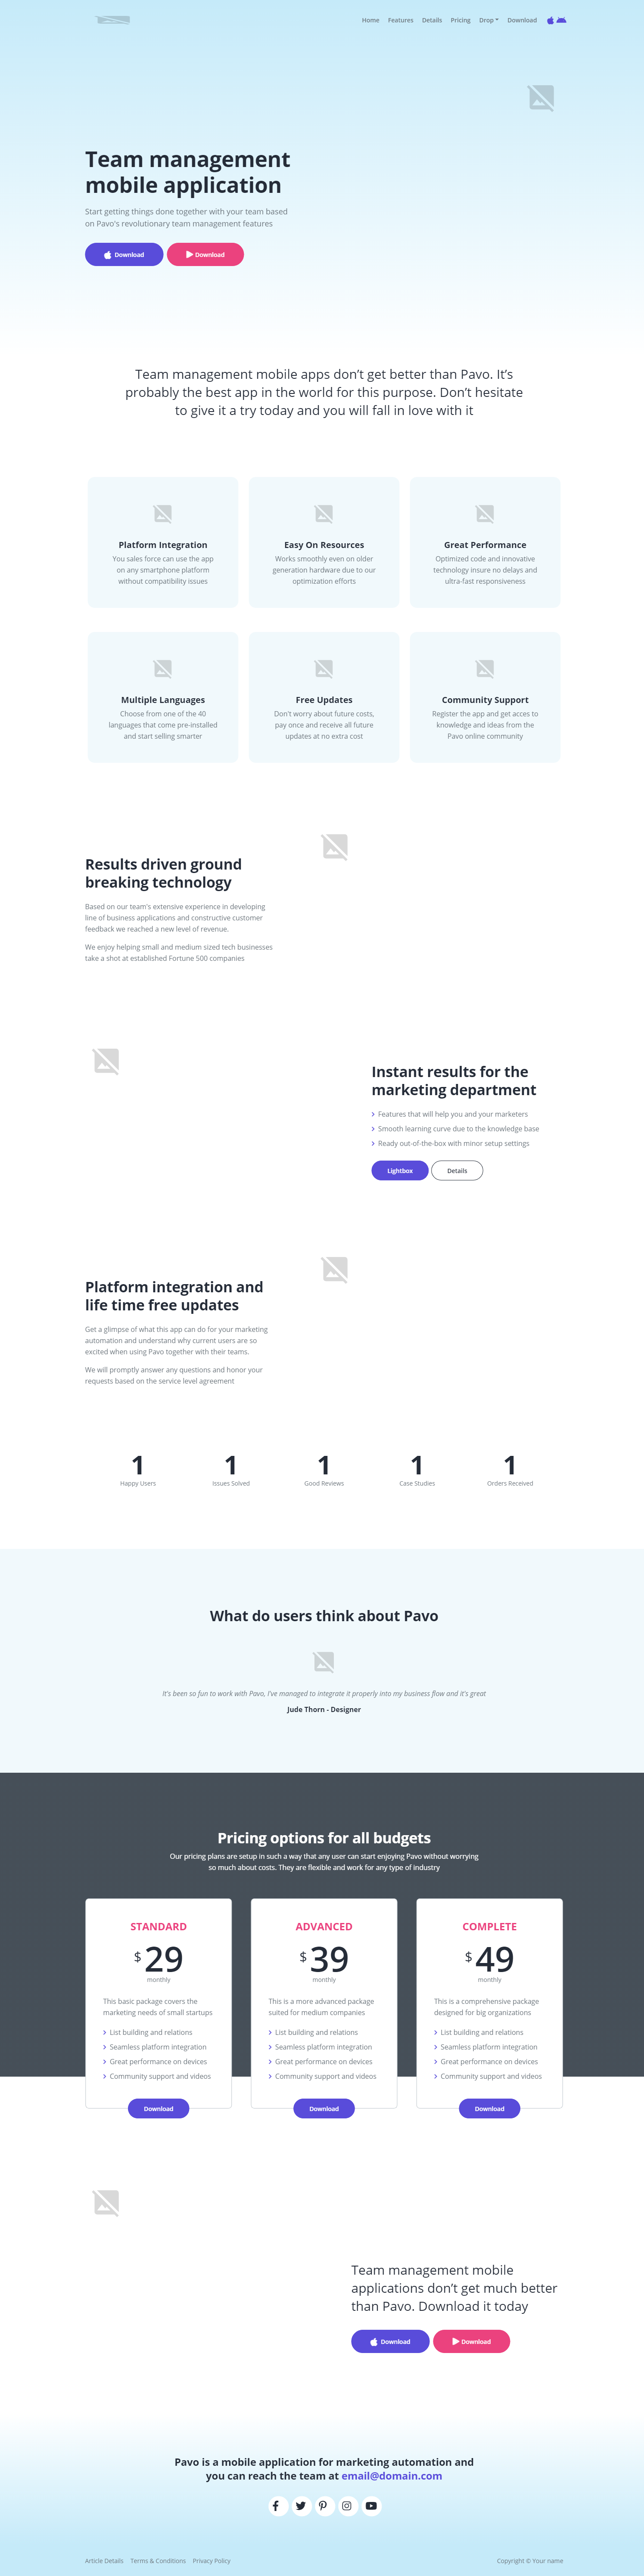 Home Features Details Pricing Drop Download
Team management
mobile application
Start getting things done together with your team based
on Pavo's revolutionary team management features
Download Download
Team management mobile apps don’t get better than Pavo. It’s
probably the best app in the world for this purpose. Don’t hesitate
to give it a try today and you will fall in love with it
Platform Integration
You sales force can use the app
on any smartphone platform
without compatibility issues
Easy On Resources
Works smoothly even on older
generation hardware due to our
optimization efforts
Great Performance
Optimized code and innovative
technology insure no delays and
ultra-fast responsiveness
Multiple Languages
Choose from one of the 40
languages that come pre-installed
and start selling smarter
Free Updates
Don't worry about future costs,
pay once and receive all future
updates at no extra cost
Community Support
Register the app and get acces to
knowledge and ideas from the
Pavo online community
Results driven ground
breaking technology
Based on our team's extensive experience in developing
line of business applications and constructive customer
feedback we reached a new level of revenue.
We enjoy helping small and medium sized tech businesses
take a shot at established Fortune 500 companies
Instant results for the
marketing department
Features that will help you and your marketers
Smooth learning curve due to the knowledge base
Ready out-of-the-box with minor setup settings
Lightbox Details
Platform integration and
life time free updates
Get a glimpse of what this app can do for your marketing
automation and understand why current users are so
excited when using Pavo together with their teams.
We will promptly answer any questions and honor your
requests based on the service level agreement
1 1 1 1 1
Happy Users Issues Solved Good Reviews Case Studies Orders Received
What do users think about Pavo
It's been so fun to work with Pavo, I've managed to integrate it properly into my business flow and it's great
Jude Thorn - Designer
Pricing options for all budgets
Our pricing plans are setup in such a way that any user can start enjoying Pavo without worrying
so much about costs. They are flexible and work for any type of industry
STANDARD
$ 29
monthly
This basic package covers the
marketing needs of small startups
List building and relations
Seamless platform integration
Great performance on devices
Community support and videos
Download
ADVANCED
$ 39
monthly
This is a more advanced package
suited for medium companies
List building and relations
Seamless platform integration
Great performance on devices
Community support and videos
Download
COMPLETE
$ 49
monthly
This is a comprehensive package
designed for big organizations
List building and relations
Seamless platform integration
Great performance on devices
Community support and videos
Download
Team management mobile
applications don’t get much better
than Pavo. Download it today
Download Download
Pavo is a mobile application for marketing automation and
you can reach the team at email@domain.com
Article Details Terms & Conditions Privacy Policy Copyright © Your name